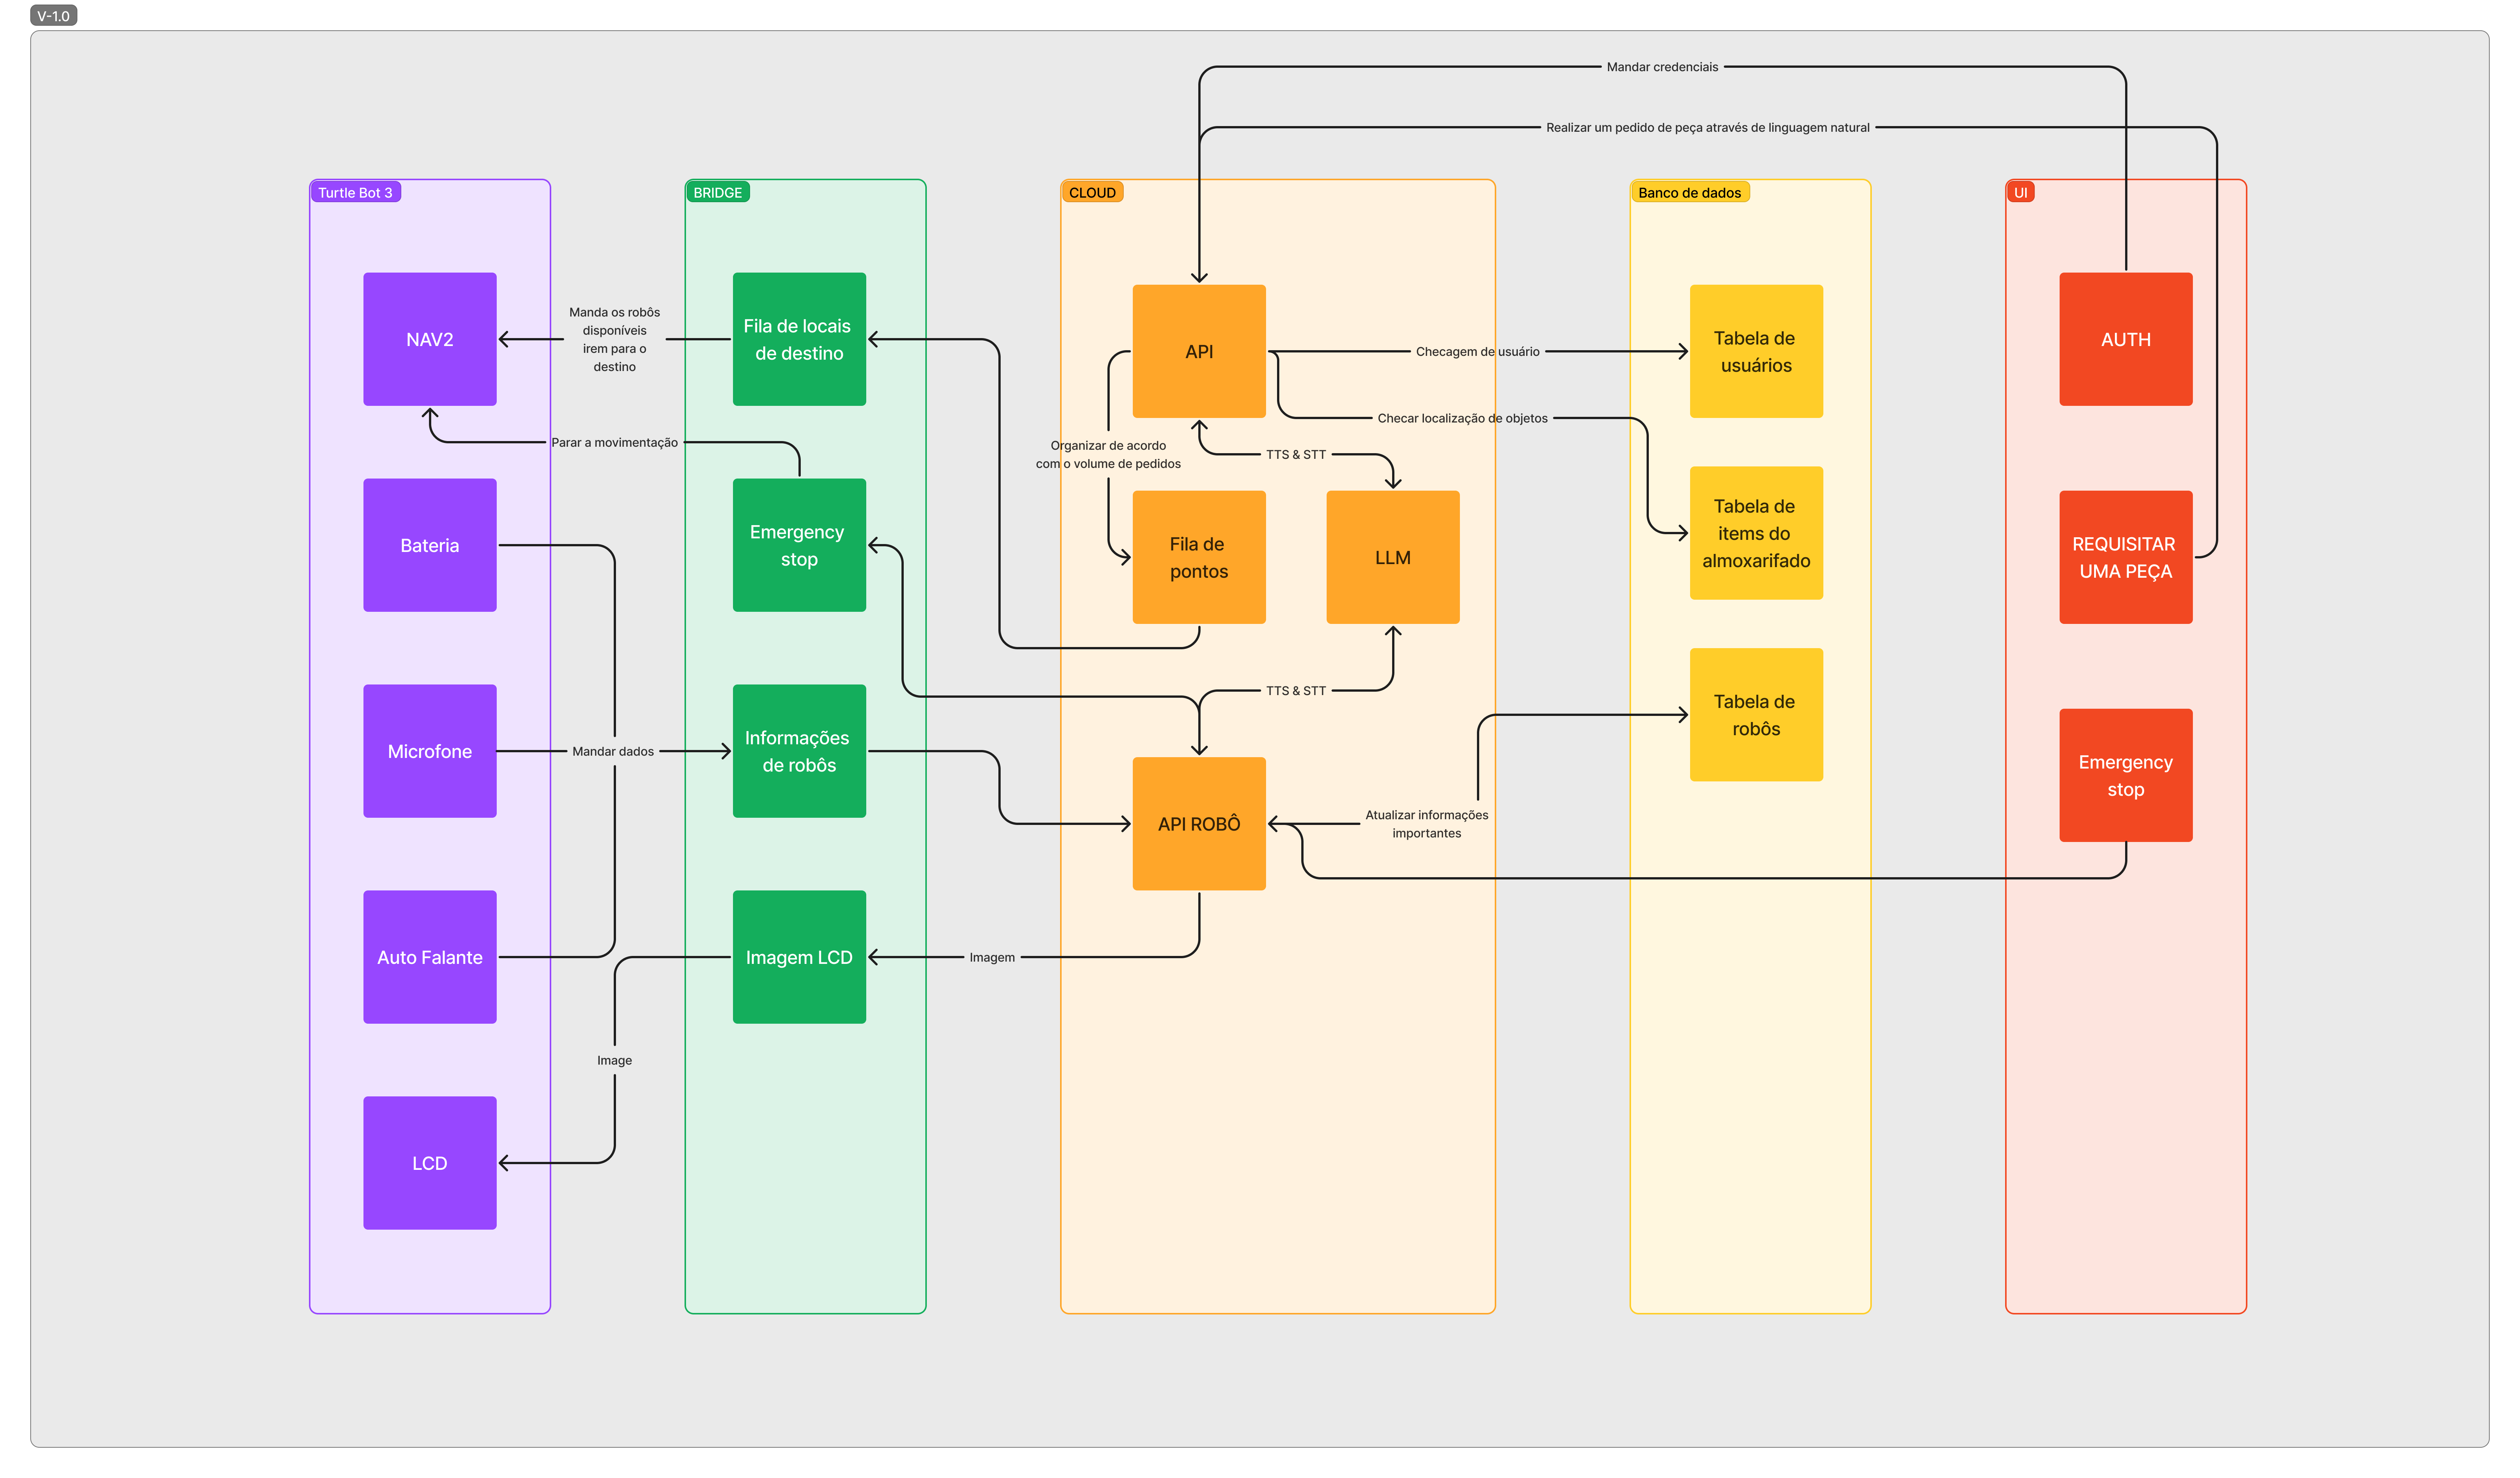 V-1.0
Mandar credenciais
Realizar um pedido de peça através de linguagem natural
Turtle Bot 3
NAV2
Bateria
Microfone
Auto Falante
LCD
Manda os robôs
disponíveis
irem para o
destino
Parar a movimentação
Mandar dados
Image
BRIDGE
Fila de locais
de destino
Emergency
stop
Informações
de robôs
Imagem LCD
Imagem
CLOUD
API
Organizar de acordo
com o volume de pedidos
TTS & STT
Fila de
pontos
LLM
TTS & STT
API ROBÔ
Checagem de usuário
Checar localização de objetos
Atualizar informações
importantes
Banco de dados
Tabela de
usuários
Tabela de
items do
almoxarifado
Tabela de
robôs
UI
AUTH
REQUISITAR
UMA PEÇA
Emergency
stop